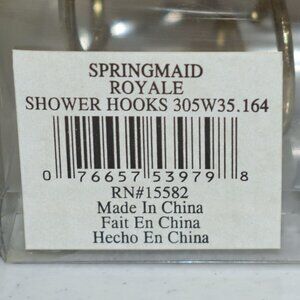 SPRINGMAID
ROYALE
SHOWER HOOKS 305W35.164
0 76657 53979 8
RN#15582
Made In China
Fait En China
Hecho En China